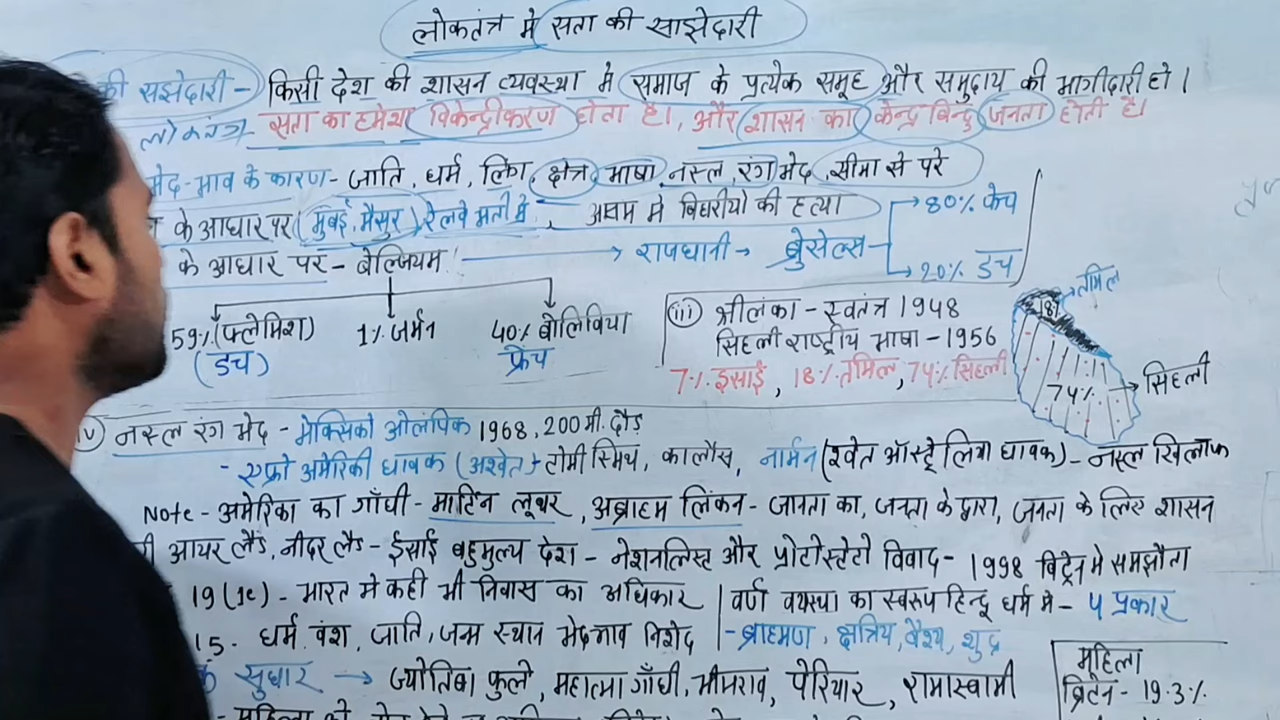 लोकतंत्र मे सता की साझेदारी
की सझेदारी - किसी देश की शासन व्यवस्था मे समाज के प्रत्येक समूह और समुदाय की भागीदारी हो।
लोकतंत्र - सता का हमेशा विकेन्द्रीकरण होता है।, और शासन का केन्द्र बिन्दु जनता होती है।
भेद-भाव के कारण - जाति, धर्म, लिंग, क्षेत्र, भाषा, नस्ल, रंग भेद, सीमा से परे
के आधार पर (मुंबई, मैसुर) रेलवे भर्ती मे, असम मे बिहारीयो की हत्या
के आधार पर - बेल्जियम → राजधानी → ब्रुसेल्स
80% फ्रेंच
20% डच
59% (फ्लेमिश) 1% जर्मन 40% बोलिविया
(डच) फ्रेंच
(iii) श्रीलंका - स्वतंत्र 1948
सिंहली राष्ट्रीय भाषा - 1956
7% इसाई, 18% तमिल, 74% सिंहली
18% तमिल
74% सिंहली
iv) नस्ल रंग भेद - मेक्सिको ओलंपिक 1968, 200 मी. दौड़
- एफ्रो अमेरिकी धावक (अश्वेत) - टोमी स्मिथ, कार्लोस, नार्मन (श्वेत ऑस्ट्रेलिया धावक) - नस्ल खिलाफ
Note - अमेरिका का गाँधी - मार्टिन लूथर, अब्राहम लिंकन - जनता का, जनता के द्वारा, जनता के लिए शासन
आयरलैंड, नीदरलैंड - ईसाई बहुमुल्य देश - नेशनलिस्ट और प्रोटोस्टेटो विवाद - 1998 ब्रिट्रेन मे समझौता
19 (1e) - भारत मे कही भी निवास का अधिकार | वर्ण वयस्था का स्वरूप हिन्दू धर्म मे - 4 प्रकार
15. धर्म, वंश, जाति, जन्म स्थान भेदभाव निशेद | - ब्राहमण, क्षत्रिय, वैश्य, शुद्र
सुधार → ज्योतिबा फुले, महात्मा गाँधी, भीमराव, पेरियार, रामास्वामी
महिला
ब्रिटेन - 19.3%